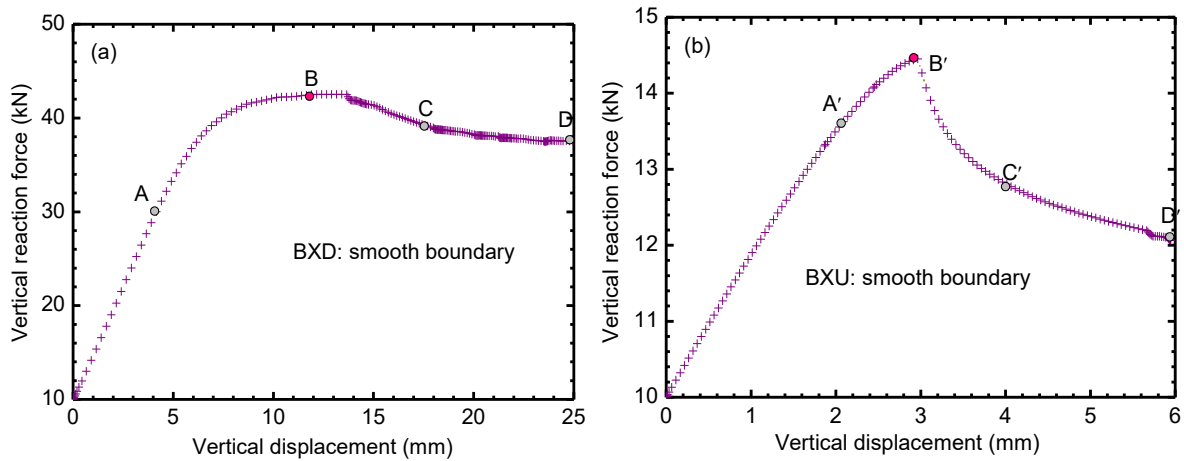 (a)
50
40
30
20
10
Vertical reaction force (kN)
A
B
C
D
BXD: smooth boundary
0
5
10
15
20
25
Vertical displacement (mm)
(b)
15
14
13
12
11
10
Vertical reaction force (kN)
A′
B′
C′
D′
BXU: smooth boundary
0
1
2
3
4
5
6
Vertical displacement (mm)